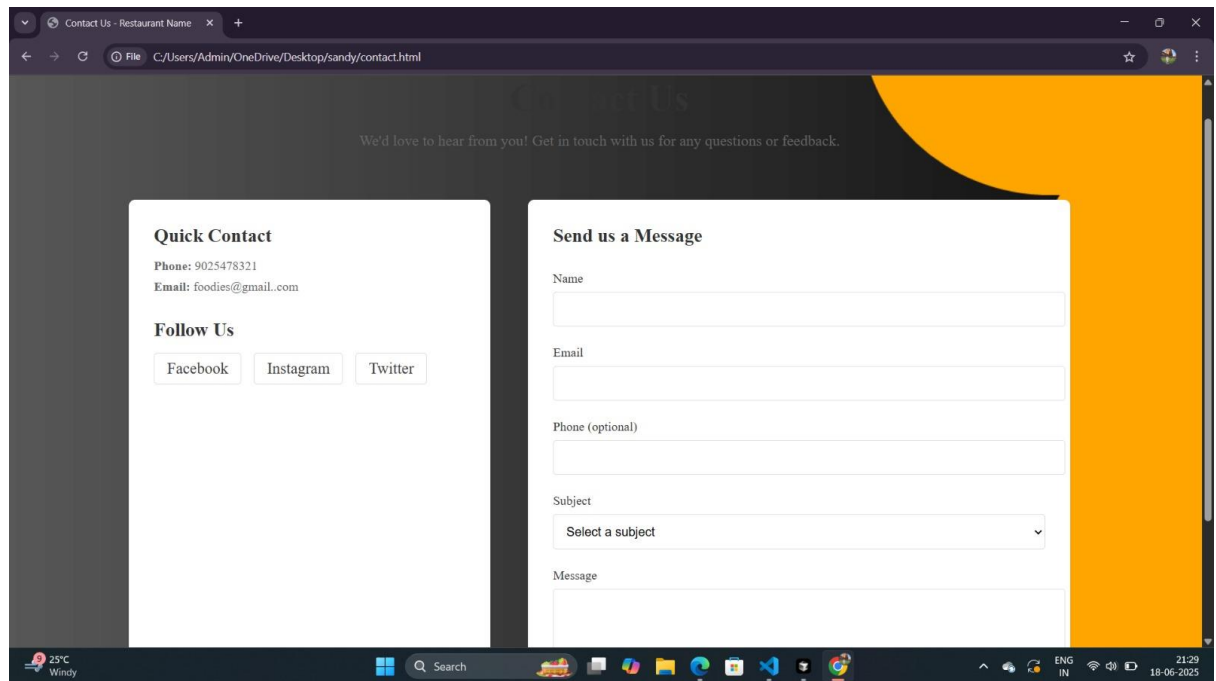 Contact Us - Restaurant Name
File C:/Users/Admin/OneDrive/Desktop/sandy/contact.html
Contact Us
We'd love to hear from you! Get in touch with us for any questions or feedback.
Quick Contact
Phone: 9025478321
Email: foodies@gmail..com
Follow Us
Facebook Instagram Twitter
Send us a Message
Name
Email
Phone (optional)
Subject
Select a subject
Message
9
25°C
Windy
Search
ENG
IN
21:29
18-06-2025